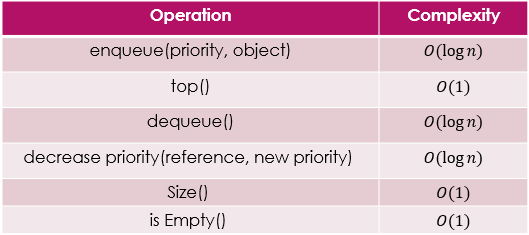 Operation Complexity
enqueue(priority, object) O(log n)
top() O(1)
dequeue() O(log n)
decrease priority(reference, new priority) O(log n)
Size() O(1)
is Empty() O(1)